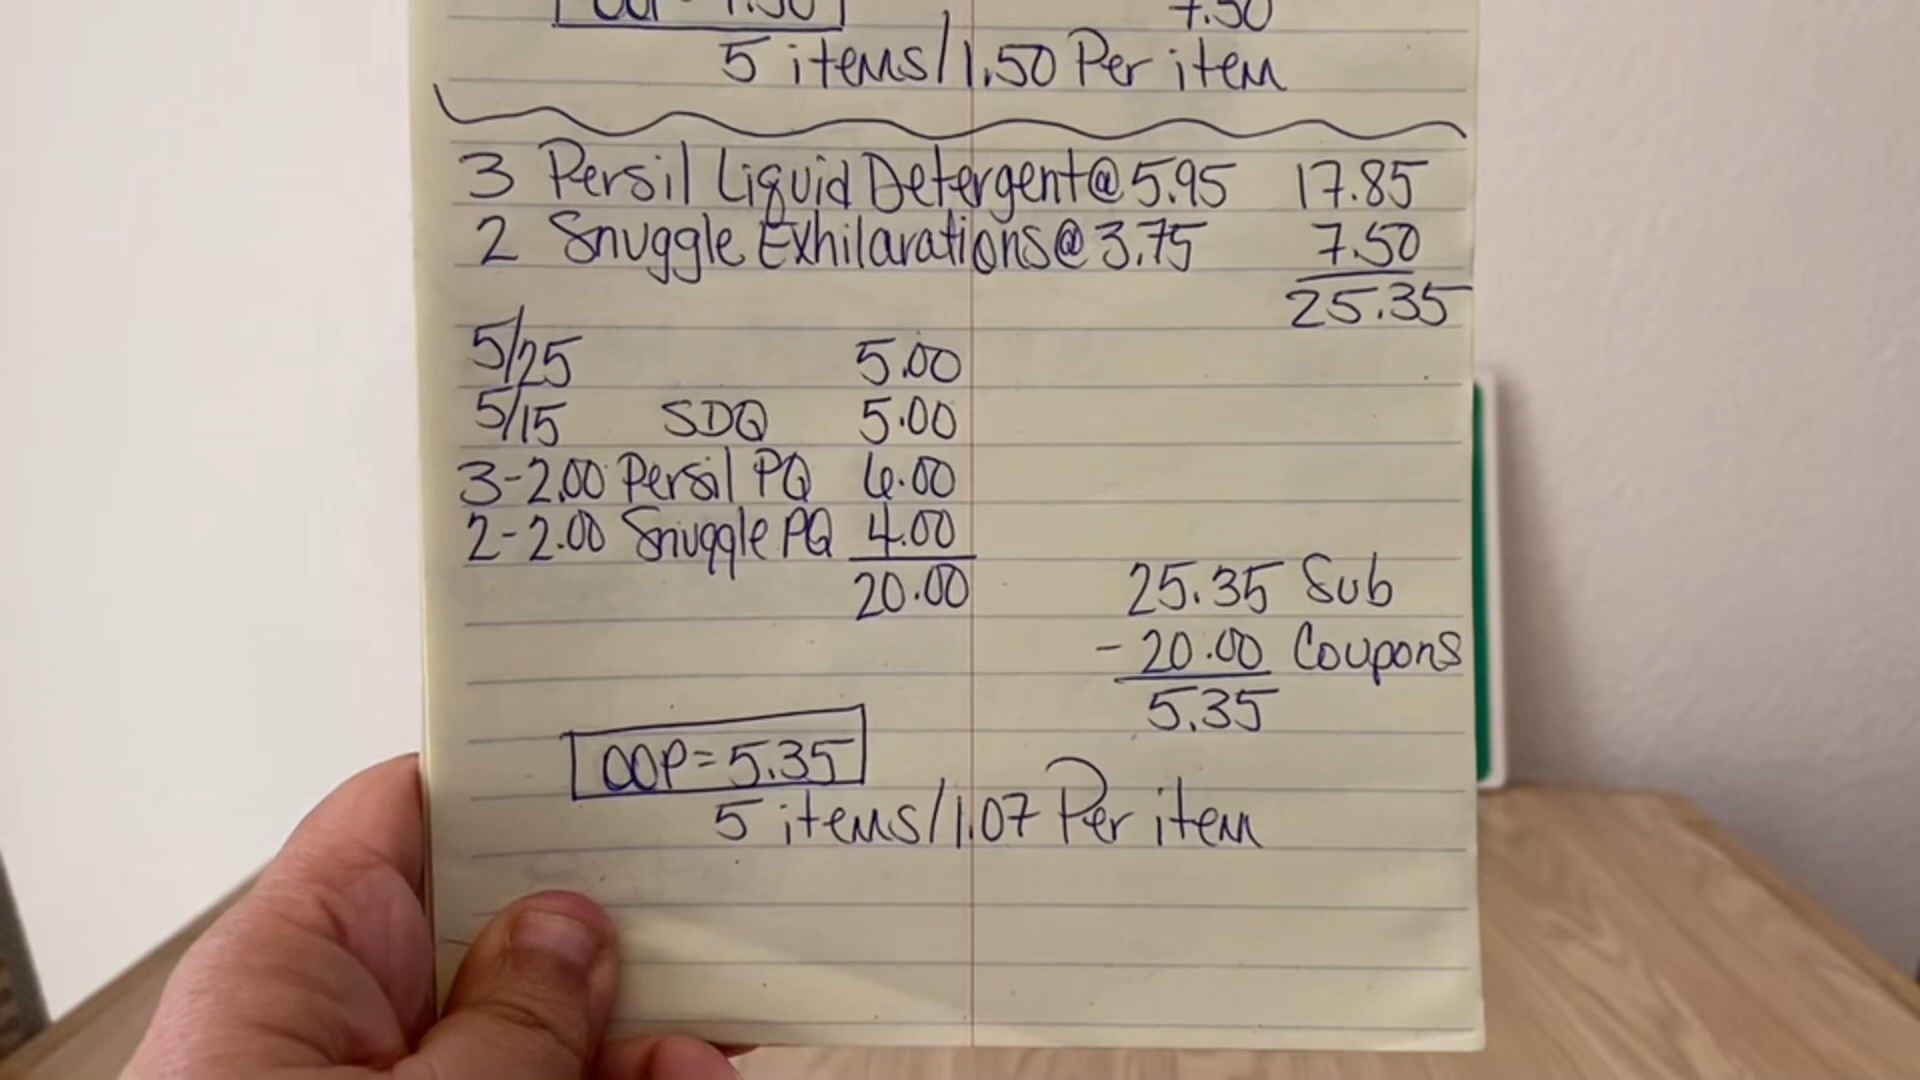 7.50
5 items/1.50 Per item
3 Persil Liquid Detergent@5.95 17.85
2 Snuggle Exhilarations@3.75 7.50
25.35
5/25 5.00
5/15 SDQ 5.00
3-2.00 Persil PQ 6.00
2-2.00 Snuggle PQ 4.00
20.00
25.35 Sub
- 20.00 Coupons
5.35
OOP=5.35
5 items/1.07 Per item